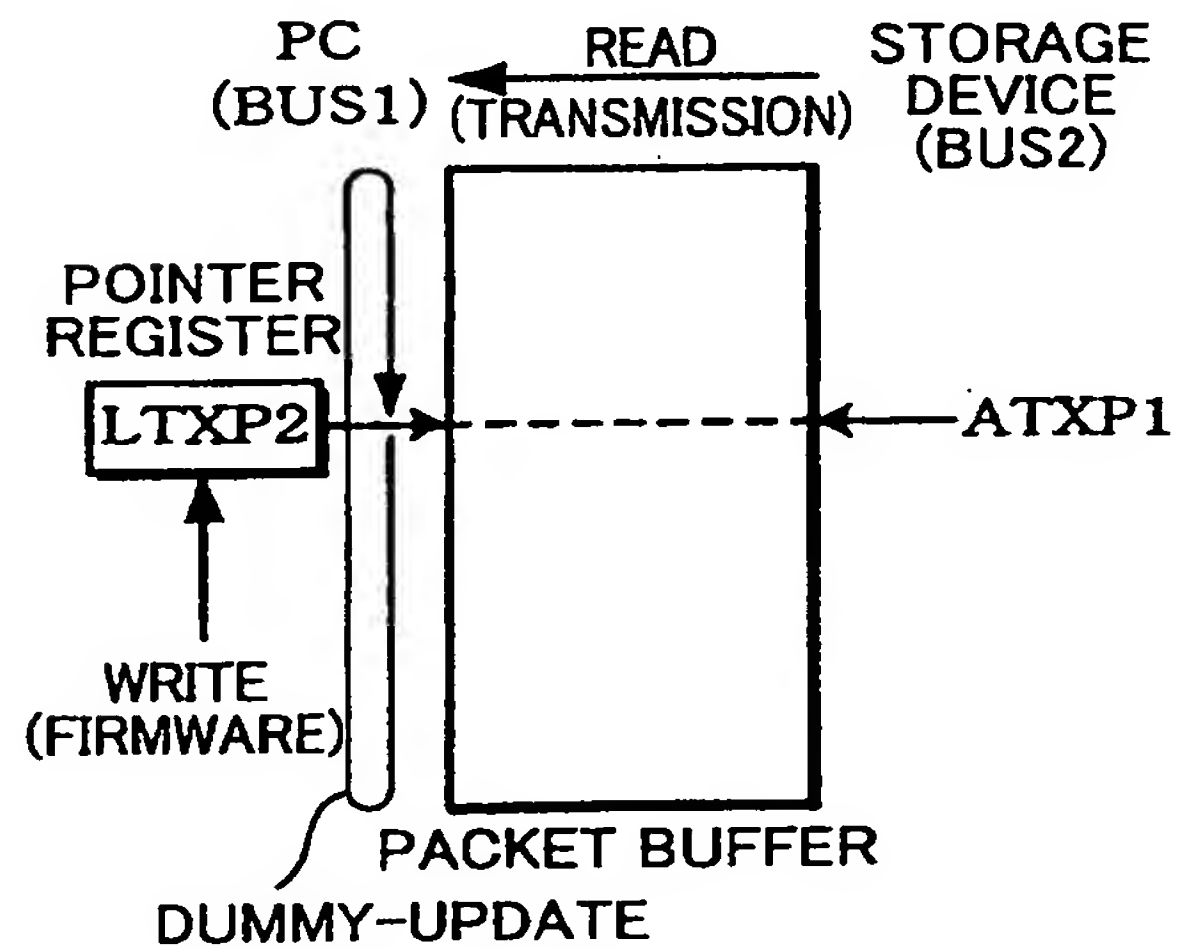 PC
(BUS1)
READ
(TRANSMISSION)
STORAGE
DEVICE
(BUS2)
POINTER
REGISTER
LTXP2
ATXP1
WRITE
(FIRMWARE)
PACKET BUFFER
DUMMY-UPDATE